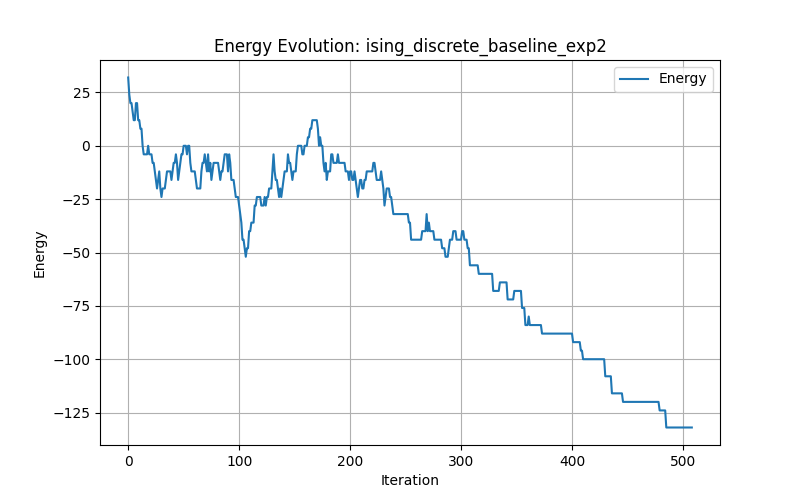 Energy Evolution: ising_discrete_baseline_exp2
Energy
25
0
−25
−50
−75
−100
−125
Energy
0 100 200 300 400 500
Iteration